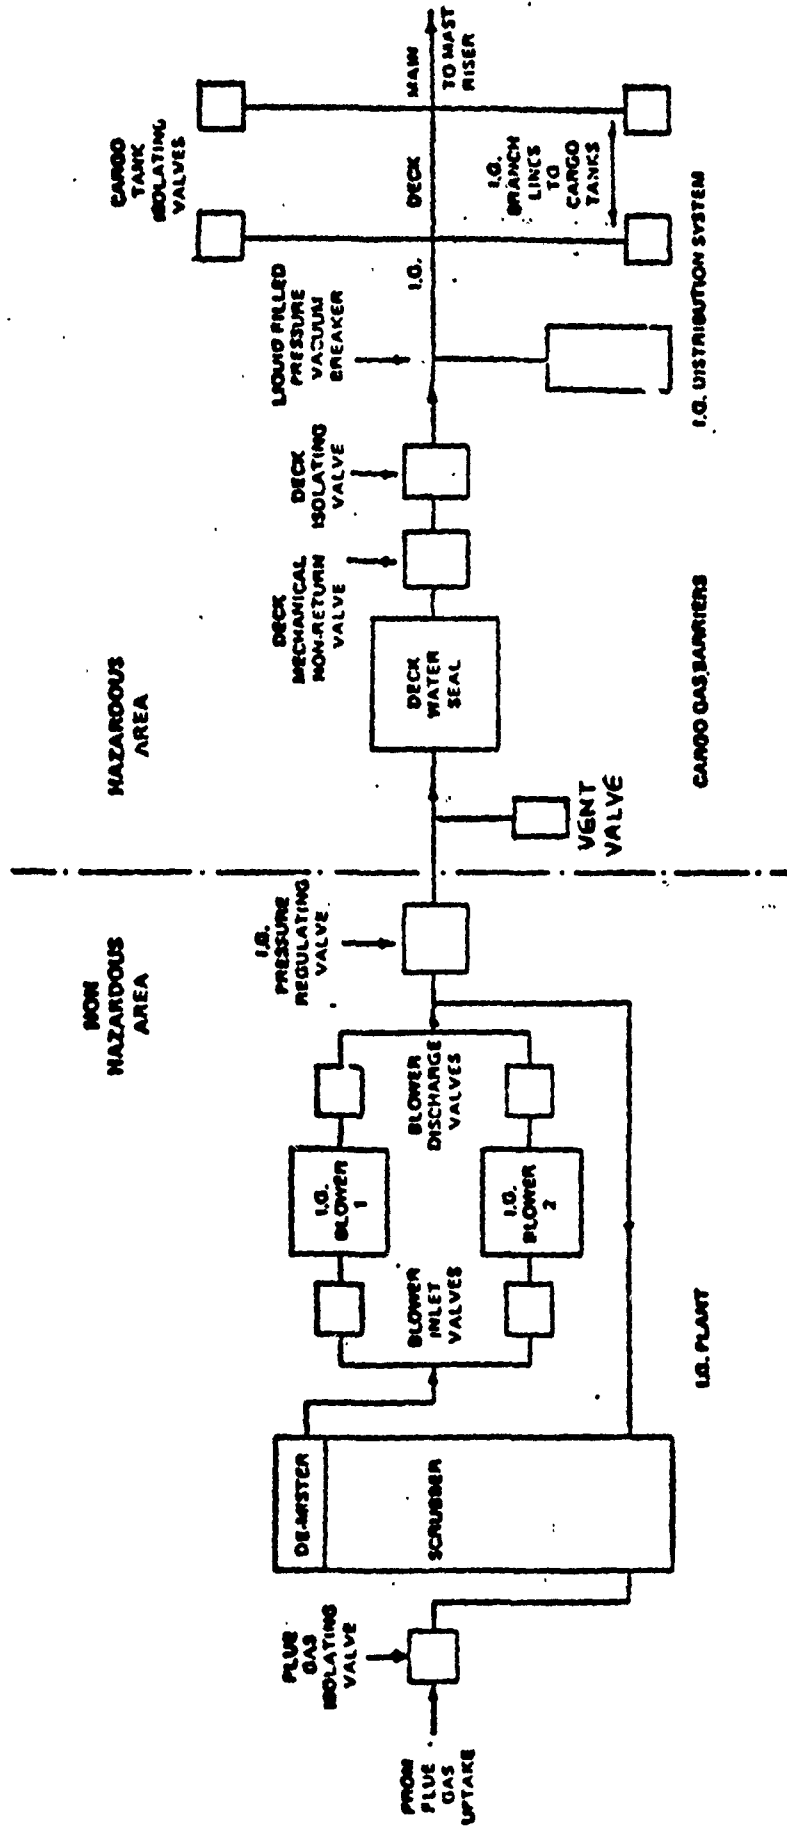 NON
HAZARDOUS
AREA
HAZARDOUS
AREA
FROM
FLUE
GAS
UPTAKE
FLUE
GAS
ISOLATING
VALVE
DE-MISTER
SCRUBBER
I.G.
BLOWER
1
BLOWER
INLET
VALVES
BLOWER
DISCHARGE
VALVES
I.G.
BLOWER
2
I.G.
PRESSURE
REGULATING
VALVE
VENT
VALVE
DECK
WATER
SEAL
DECK
MECHANICAL
NON-RETURN
VALVE
DECK
ISOLATING
VALVE
LIQUID FILLED
PRESSURE
VACUUM
BREAKER
CARGO
TANK
ISOLATING
VALVES
I.G. DECK MAIN
TO MAST
RISER
I.G.
BRANCH
LINES
TO
CARGO
TANKS
I.G. PLANT
CARGO GAS BARRIERS
I.G. DISTRIBUTION SYSTEM